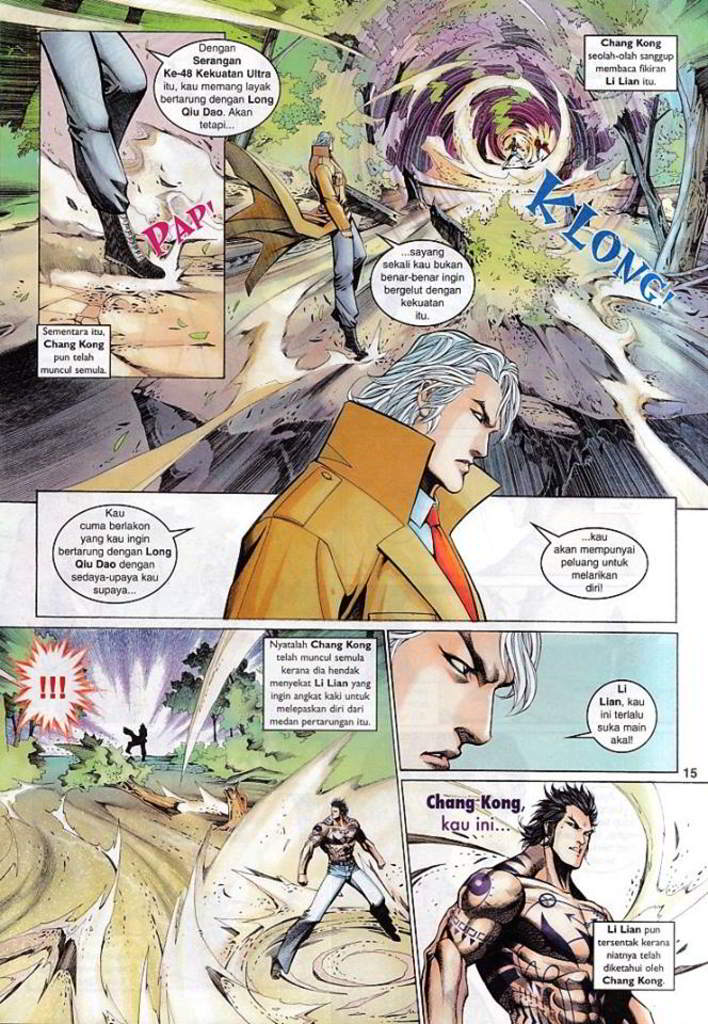 Dengan
Serangan
Ke-48 Kekuatan Ultra
itu, kau memang layak
bertarung dengan Long
Qiu Dao. Akan
tetapi...
Chang Kong
seolah-olah sanggup
membaca fikiran
Li Lian itu.
PAP!
KLONG!
...sayang
sekali kau bukan
benar-benar ingin
bergelut dengan
kekuatan
itu.
Sementara itu,
Chang Kong
pun telah
muncul semula.
Kau
cuma berlakon
yang kau ingin
bertarung dengan Long
Qiu Dao dengan
sedaya-upaya kau
supaya...
...kau
akan mempunyai
peluang untuk
melarikan
diri!
!!!
Nyatalah Chang Kong
telah muncul semula
kerana dia hendak
menyekat Li Lian yang
ingin angkat kaki untuk
melepaskan diri dari
medan pertarungan itu.
Li
Lian, kau
ini terlalu
suka main
akal!
15
Chang Kong,
kau ini...
Li Lian pun
tersentak kerana
niatnya telah
diketahui oleh
Chang Kong.